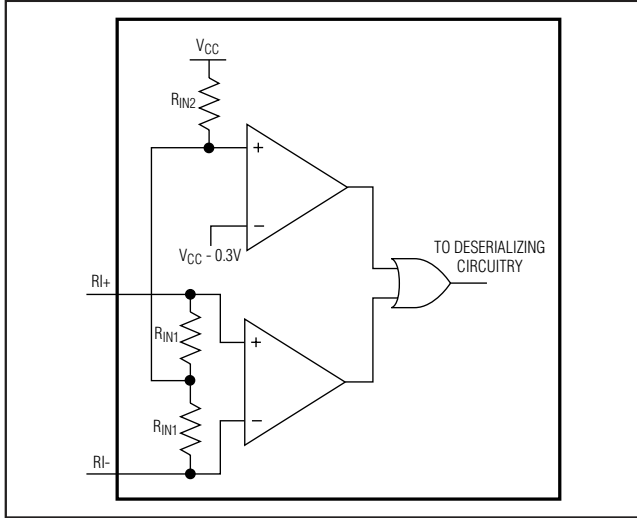 VCC
RIN2
+
−
VCC - 0.3V
TO DESERIALIZING
CIRCUITRY
RI+
RIN1
+
RIN1
−
RI-